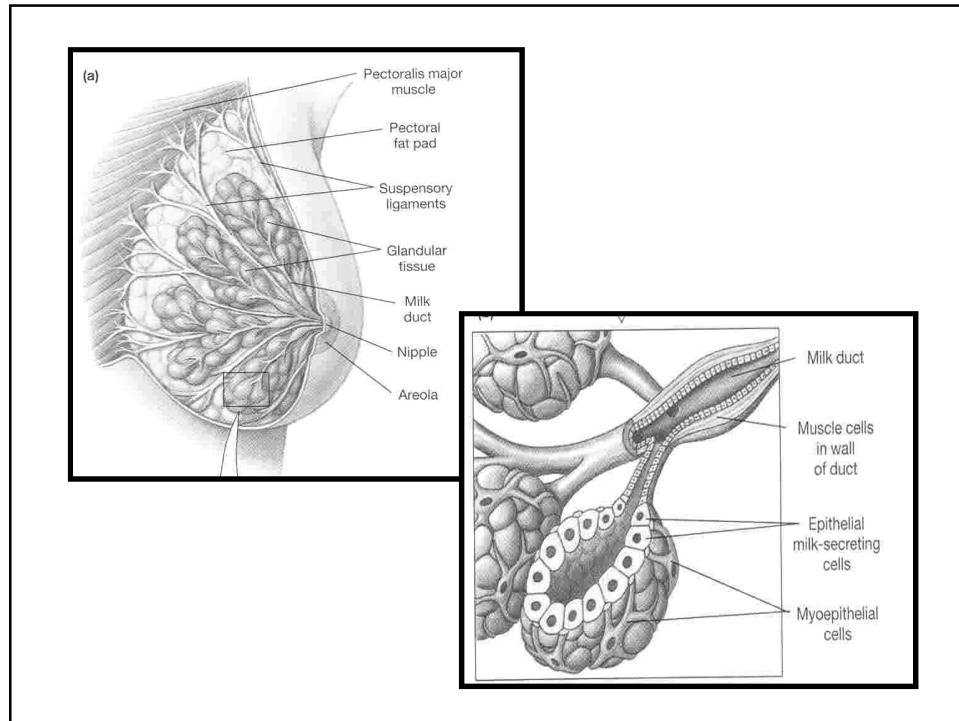 (a)
Pectoralis major
muscle
Pectoral
fat pad
Suspensory
ligaments
Glandular
tissue
Milk
duct
Nipple
Areola
Milk duct
Muscle cells
in wall
of duct
Epithelial
milk-secreting
cells
Myoepithelial
cells